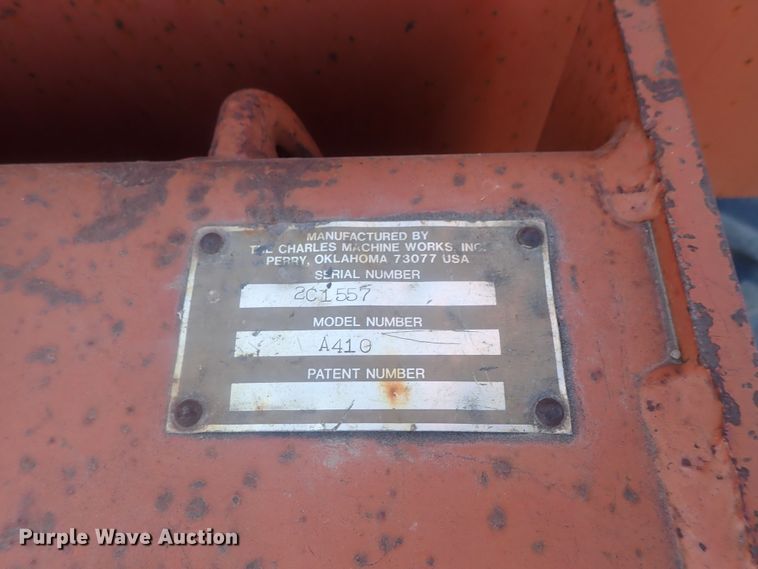 MANUFACTURED BY
THE CHARLES MACHINE WORKS, INC.
PERRY, OKLAHOMA 73077 USA
SERIAL NUMBER
2C1557
MODEL NUMBER
A410
PATENT NUMBER
Purple Wave Auction